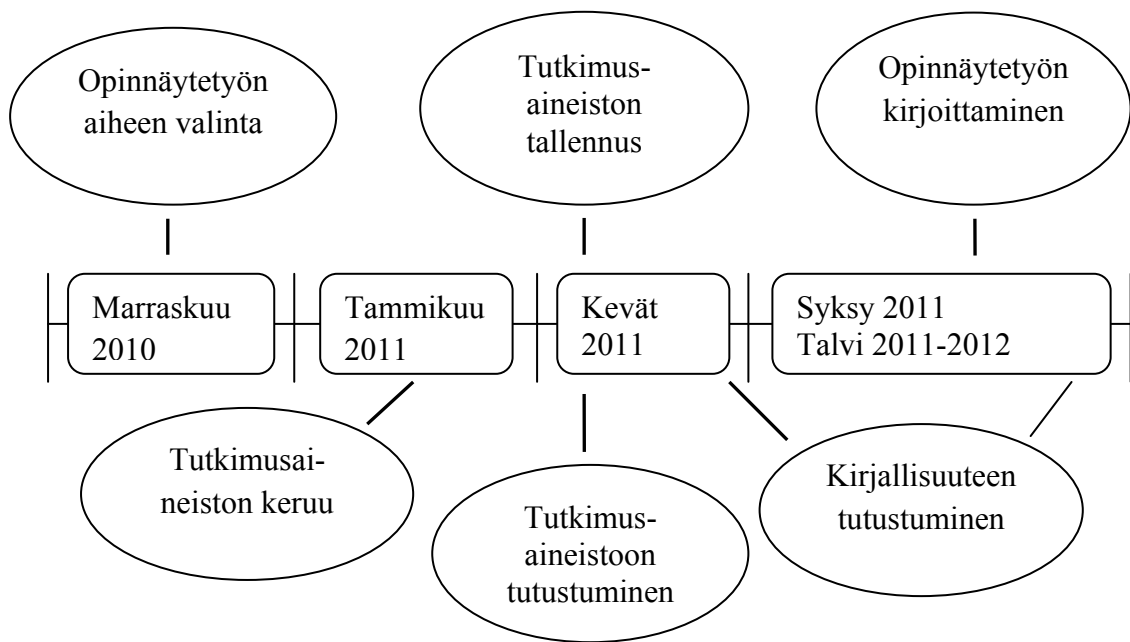 Opinnäytetyön
aiheen valinta
Tutkimus-
aineiston
tallennus
Opinnäytetyön
kirjoittaminen
Marraskuu
2010
Tammikuu
2011
Kevät
2011
Syksy 2011
Talvi 2011-2012
Tutkimusai-
neiston keruu
Tutkimus-
aineistoon
tutustuminen
Kirjallisuuteen
tutustuminen